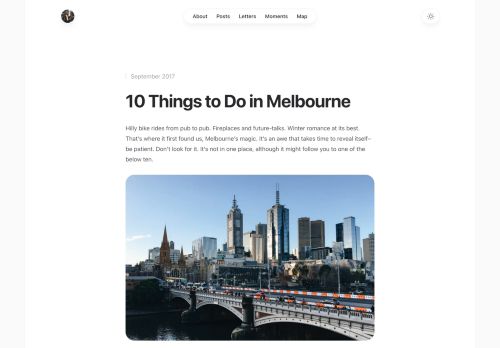 About Posts Letters Moments Map
September 2017
10 Things to Do in Melbourne
Hilly bike rides from pub to pub. Fireplaces and future-talks. Winter romance at its best.
That's where it first found us, Melbourne's magic. It's an awe that takes time to reveal itself–
be patient. Don't look for it. It's not in one place, although it might follow you to one of the
below ten.